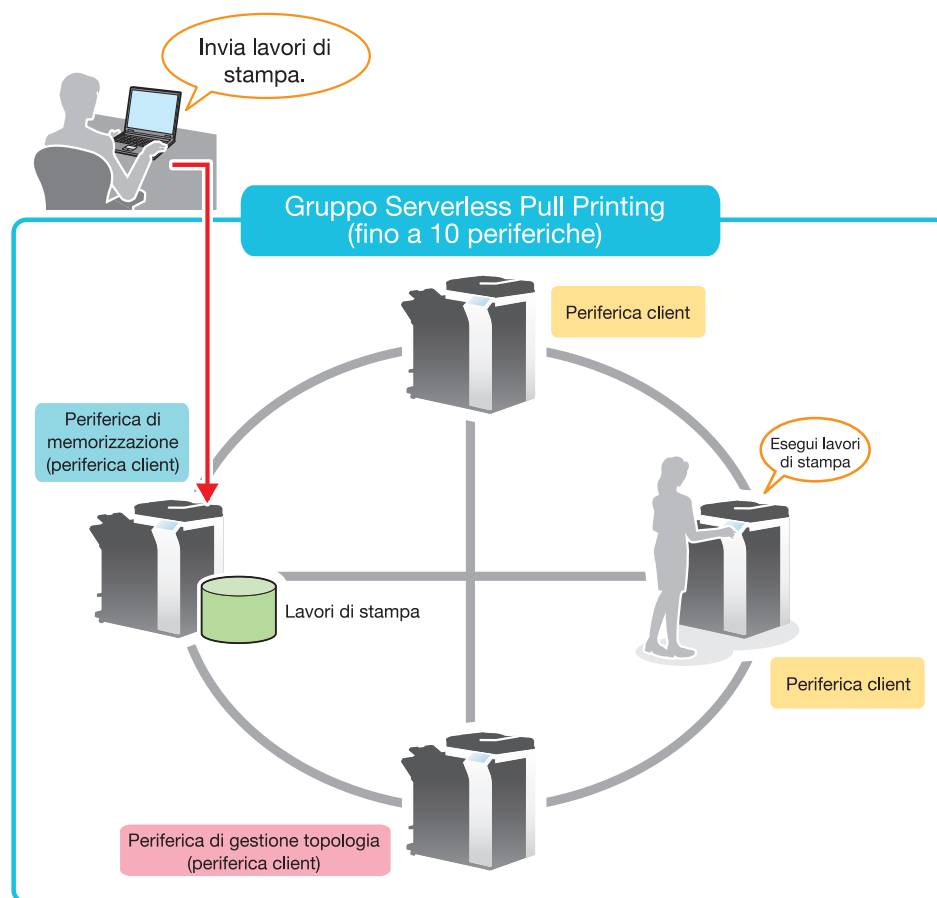 Invia lavori di
stampa.
Gruppo Serverless Pull Printing
(fino a 10 periferiche)
Periferica client
Periferica di
memorizzazione
(periferica client)
Esegui lavori
di stampa
Lavori di stampa
Periferica client
Periferica di gestione topologia
(periferica client)